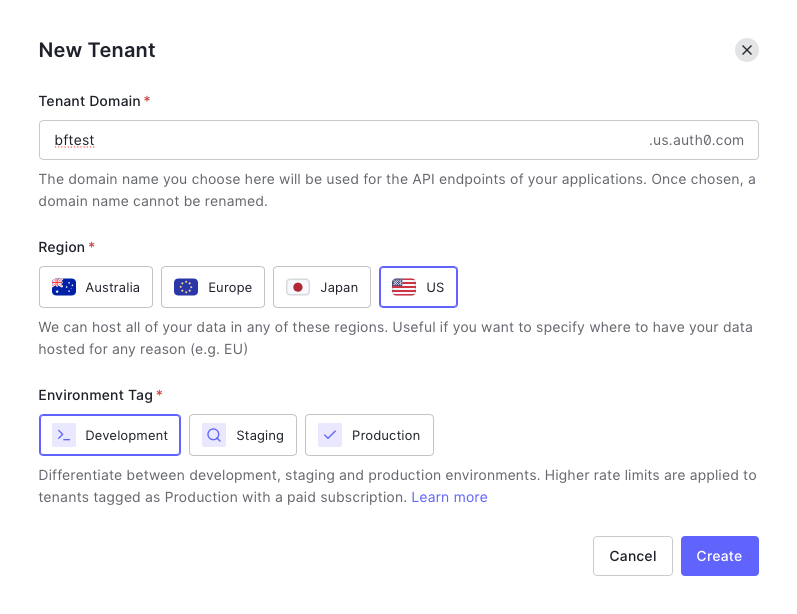 New Tenant
Tenant Domain *
bftest .us.auth0.com
The domain name you choose here will be used for the API endpoints of your applications. Once chosen, a
domain name cannot be renamed.
Region *
Australia Europe Japan US
We can host all of your data in any of these regions. Useful if you want to specify where to have your data
hosted for any reason (e.g. EU)
Environment Tag *
Development Staging Production
Differentiate between development, staging and production environments. Higher rate limits are applied to
tenants tagged as Production with a paid subscription. Learn more
Cancel Create